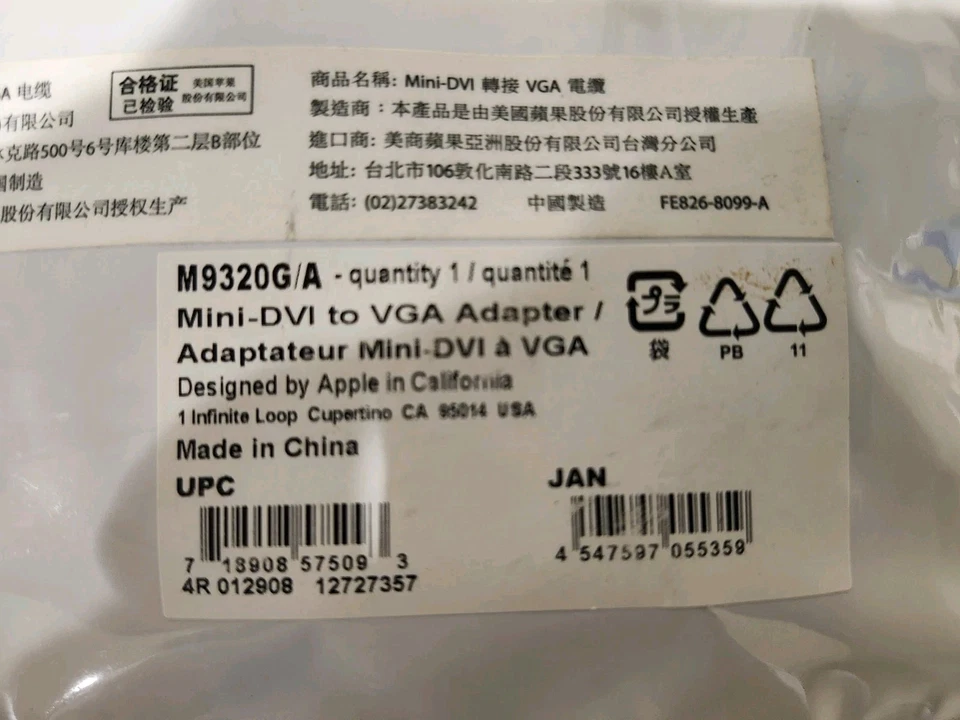 A 电缆
合格证
已检验
美国苹果
股份有限公司
有限公司
克路500号6号库楼第二层B部位
国制造
股份有限公司授权生产
商品名稱: Mini-DVI 轉接 VGA 電纜
製造商：本產品是由美國蘋果股份有限公司授權生產
進口商: 美商蘋果亞洲股份有限公司台灣分公司
地址: 台北市106敦化南路二段333號16樓A室
電話: (02)27383242 中國製造 FE826-8099-A
M9320G/A - quantity 1 / quantité 1
Mini-DVI to VGA Adapter /
Adaptateur Mini-DVI à VGA
Designed by Apple in California
1 Infinite Loop Cupertino CA 95014 USA
Made in China
プラ
袋
PB
11
UPC
7 18908 57509 3
4R 012908 12727357
JAN
4 547597 055359